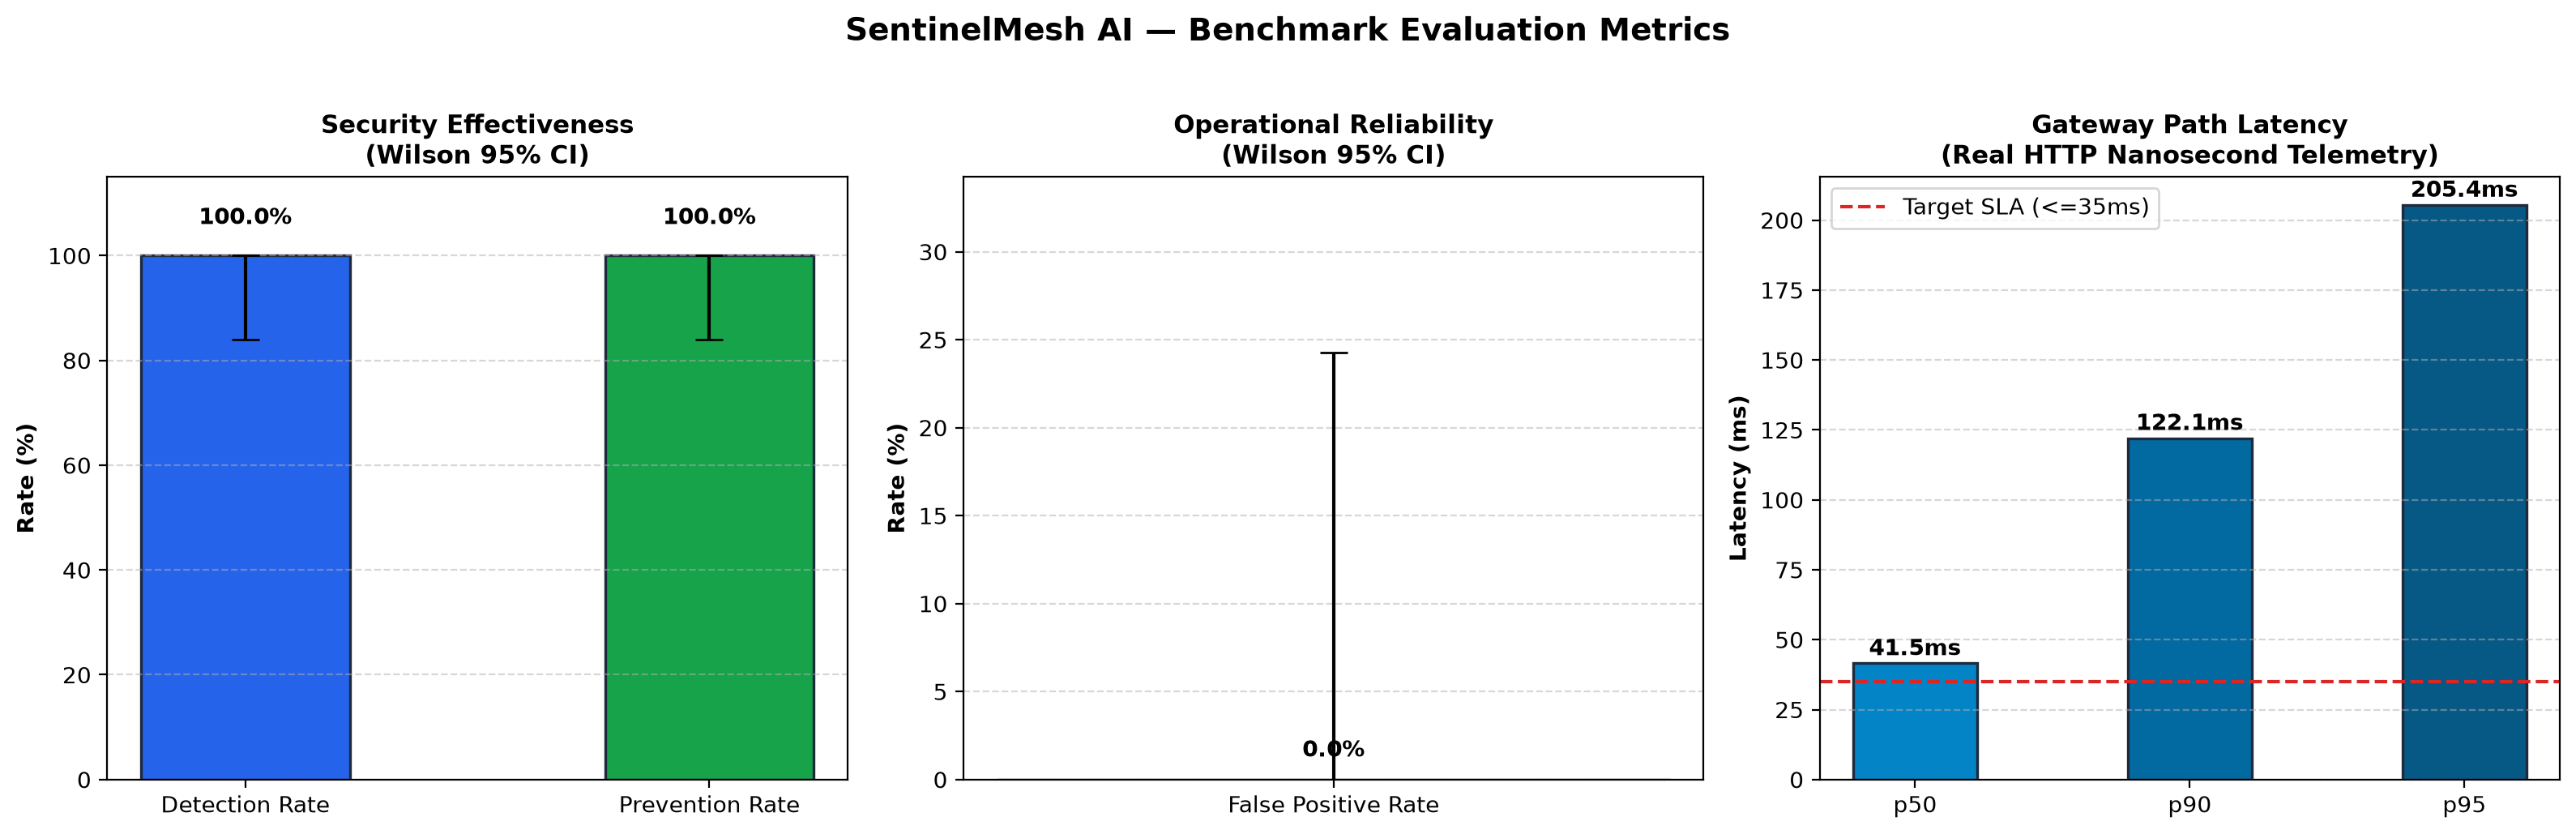 SentinelMesh AI — Benchmark Evaluation Metrics
Security Effectiveness
(Wilson 95% CI)
100.0%
100.0%
Rate (%)
100
80
60
40
20
0
Detection Rate
Prevention Rate
Operational Reliability
(Wilson 95% CI)
Rate (%)
30
25
20
15
10
5
0
0.0%
False Positive Rate
Gateway Path Latency
(Real HTTP Nanosecond Telemetry)
Target SLA (<=35ms)
205.4ms
122.1ms
41.5ms
Latency (ms)
200
175
150
125
100
75
50
25
0
p50
p90
p95